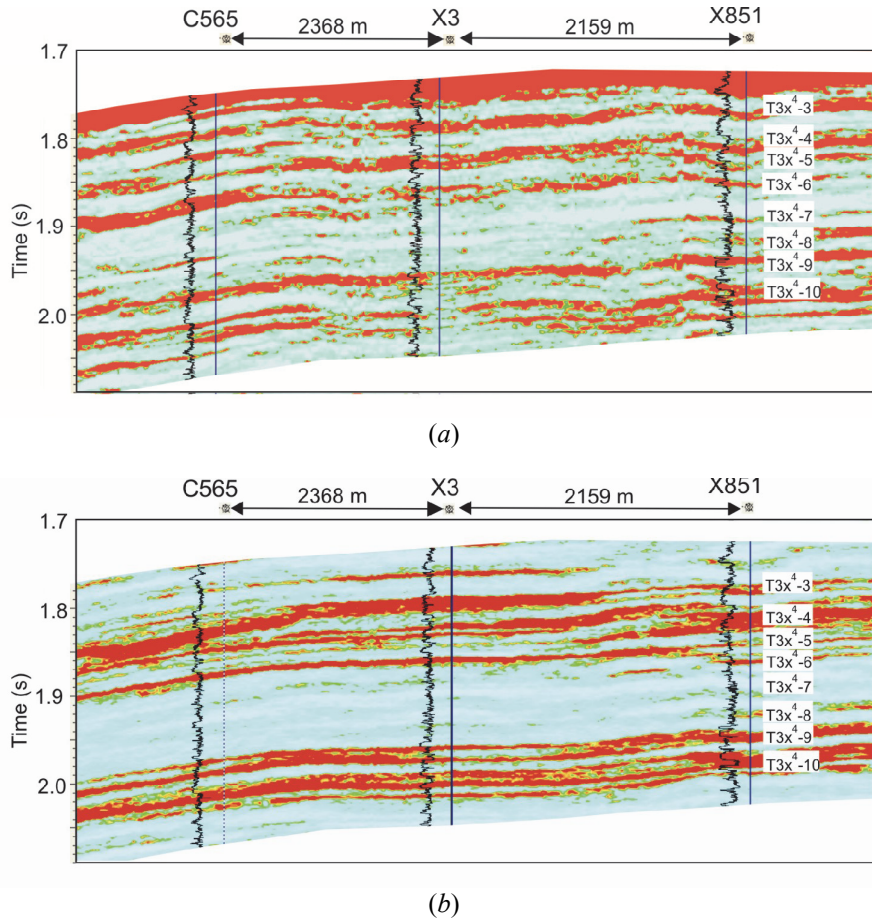 C565 X3 X851
2368 m 2159 m
1.7
T3x⁴-3
1.8
T3x⁴-4
T3x⁴-5
T3x⁴-6
1.9
T3x⁴-7
Time (s)
T3x⁴-8
T3x⁴-9
T3x⁴-10
2.0
(a)
C565 X3 X851
2368 m 2159 m
1.7
T3x⁴-3
1.8
T3x⁴-4
T3x⁴-5
T3x⁴-6
1.9
T3x⁴-7
Time (s)
T3x⁴-8
T3x⁴-9
T3x⁴-10
2.0
(b)